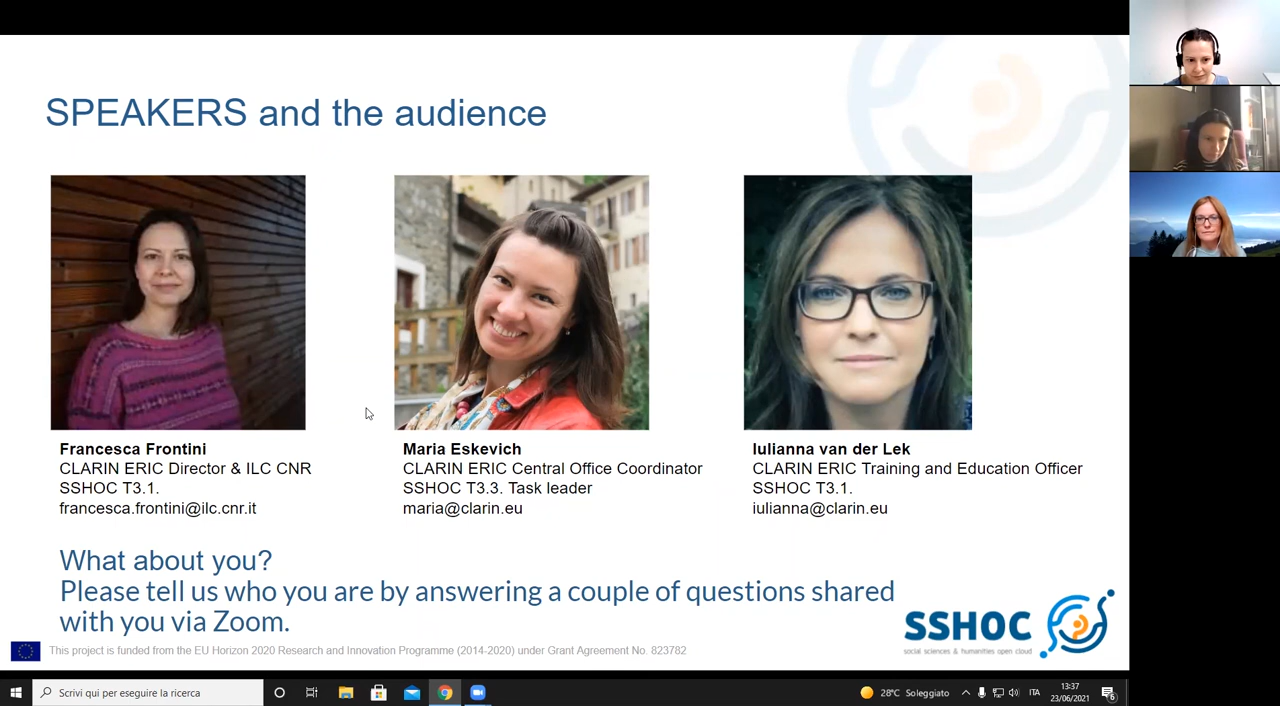 SPEAKERS and the audience
Francesca Frontini
CLARIN ERIC Director & ILC CNR
SSHOC T3.1.
francesca.frontini@ilc.cnr.it
Maria Eskevich
CLARIN ERIC Central Office Coordinator
SSHOC T3.3. Task leader
maria@clarin.eu
Iulianna van der Lek
CLARIN ERIC Training and Education Officer
SSHOC T3.1.
iulianna@clarin.eu
What about you?
Please tell us who you are by answering a couple of questions shared
with you via Zoom.
SSHOC
social sciences & humanities open cloud
This project is funded from the EU Horizon 2020 Research and Innovation Programme (2014-2020) under Grant Agreement No. 823782
Scrivi qui per eseguire la ricerca
28°C Soleggiato
ITA
13:37
23/06/2021
6